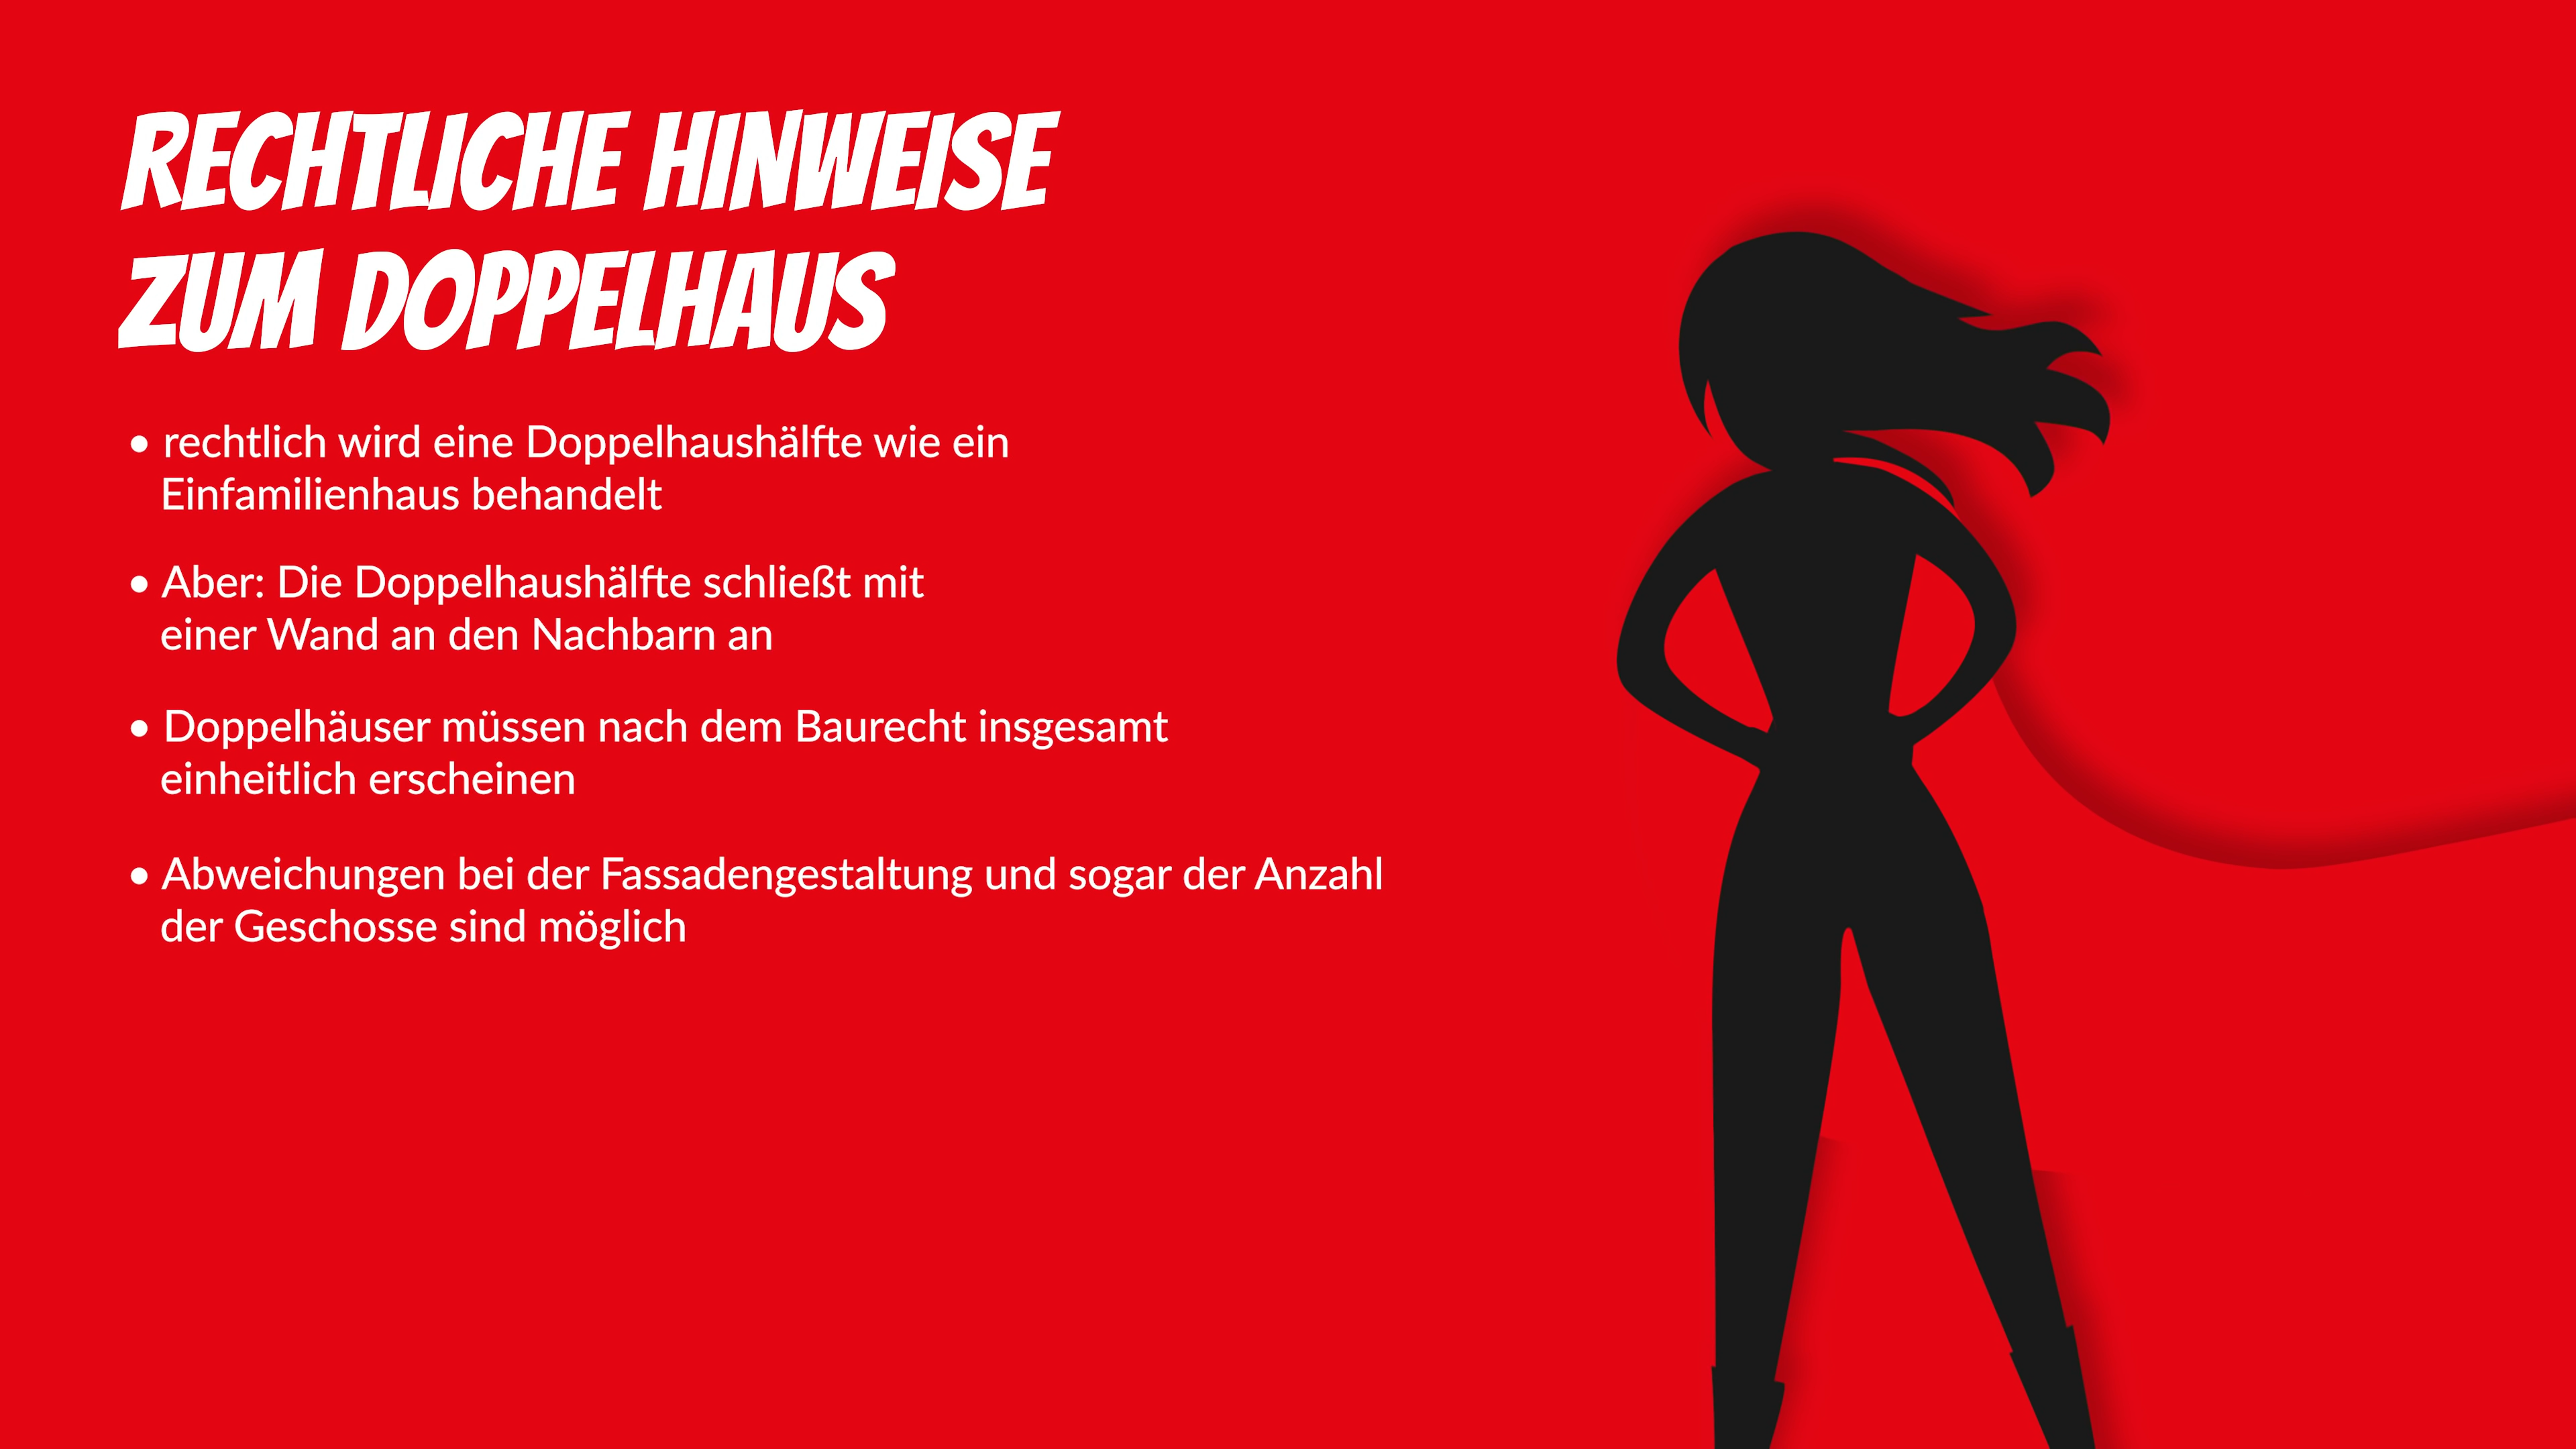 RECHTLICHE HINWEISE
ZUM DOPPELHAUS
• rechtlich wird eine Doppelhaushälfte wie ein
Einfamilienhaus behandelt
• Aber: Die Doppelhaushälfte schließt mit
einer Wand an den Nachbarn an
• Doppelhäuser müssen nach dem Baurecht insgesamt
einheitlich erscheinen
• Abweichungen bei der Fassadengestaltung und sogar der Anzahl
der Geschosse sind möglich